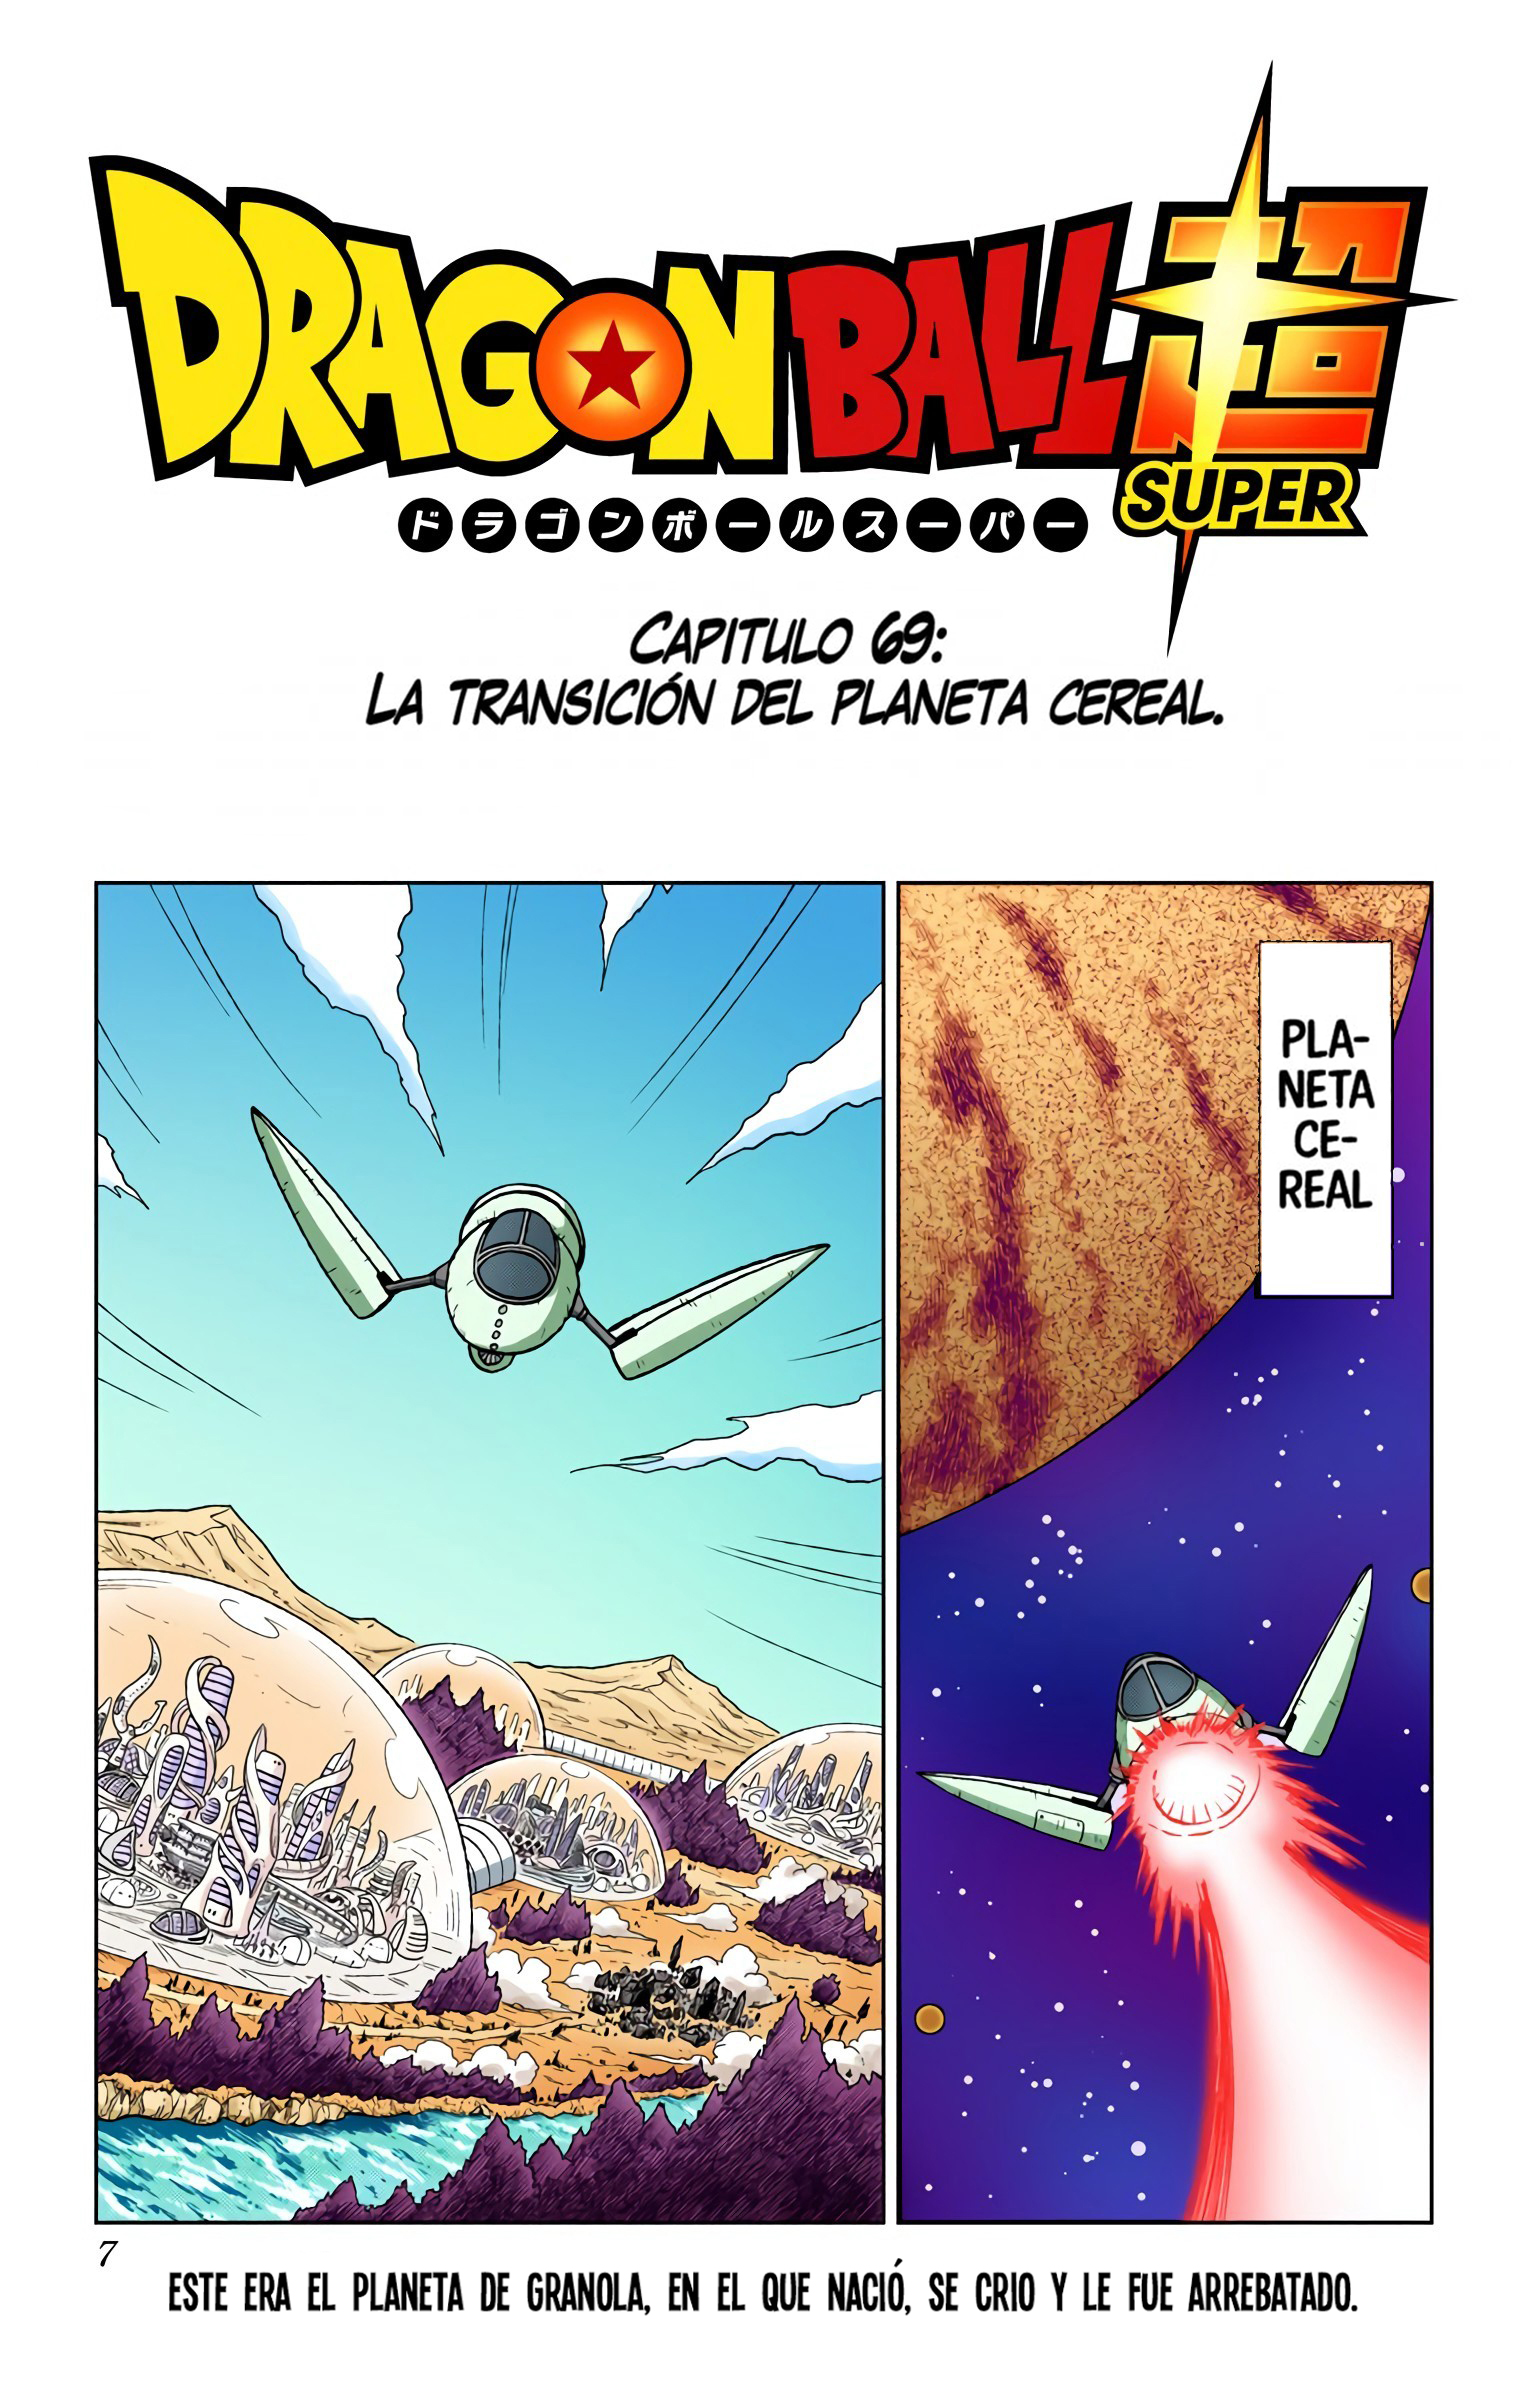 DRAGON BALL 超
SUPER
ドラゴンボールスーパー
CAPITULO 69:
LA TRANSICIÓN DEL PLANETA CEREAL.
PLA-
NETA
CE-
REAL
7
ESTE ERA EL PLANETA DE GRANOLA, EN EL QUE NACIÓ, SE CRIO Y LE FUE ARREBATADO.